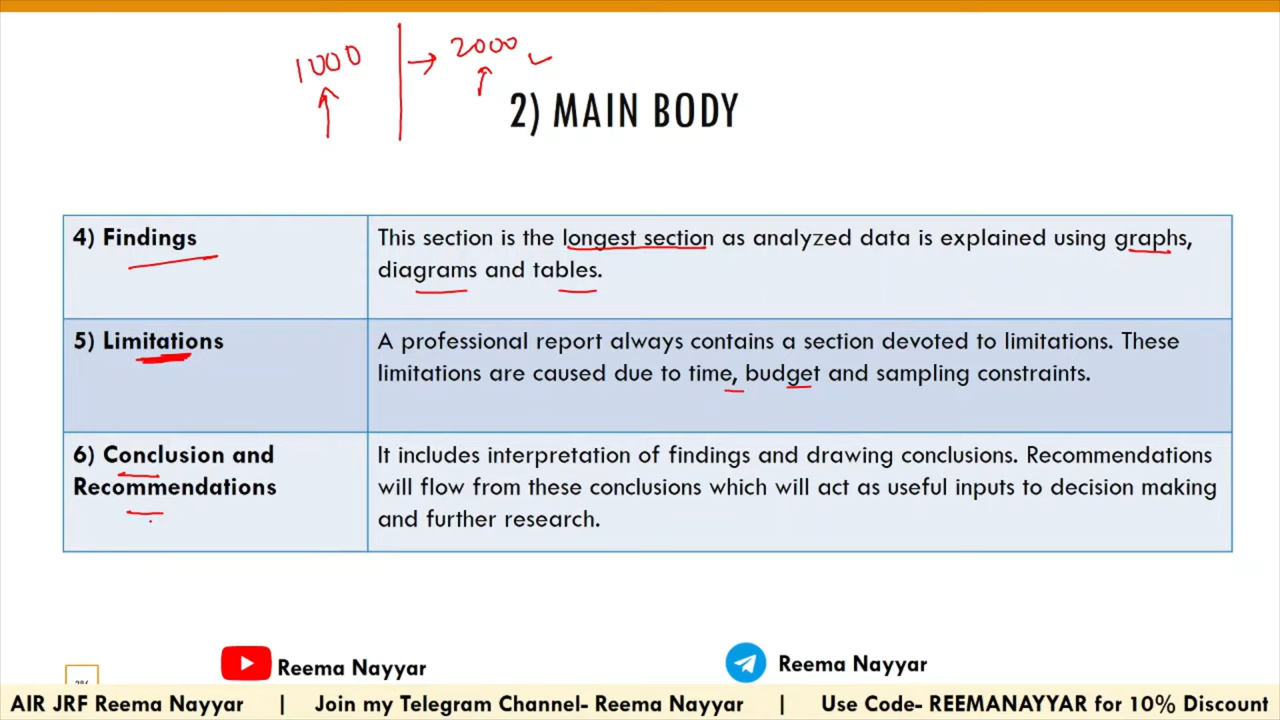 1000 → 2000
2) MAIN BODY
4) Findings
This section is the longest section as analyzed data is explained using graphs,
diagrams and tables.
5) Limitations
A professional report always contains a section devoted to limitations. These
limitations are caused due to time, budget and sampling constraints.
6) Conclusion and
Recommendations
It includes interpretation of findings and drawing conclusions. Recommendations
will flow from these conclusions which will act as useful inputs to decision making
and further research.
Reema Nayyar
Reema Nayyar
AIR JRF Reema Nayyar | Join my Telegram Channel- Reema Nayyar | Use Code- REEMANAYYAR for 10% Discount